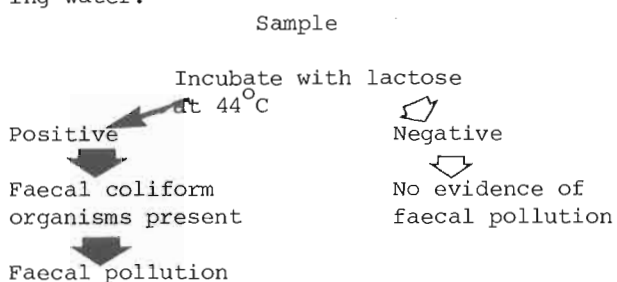 ing water.
Sample
Incubate with lactose
at 44°C
Positive Negative
Faecal coliform No evidence of
organisms present faecal pollution
Faecal pollution